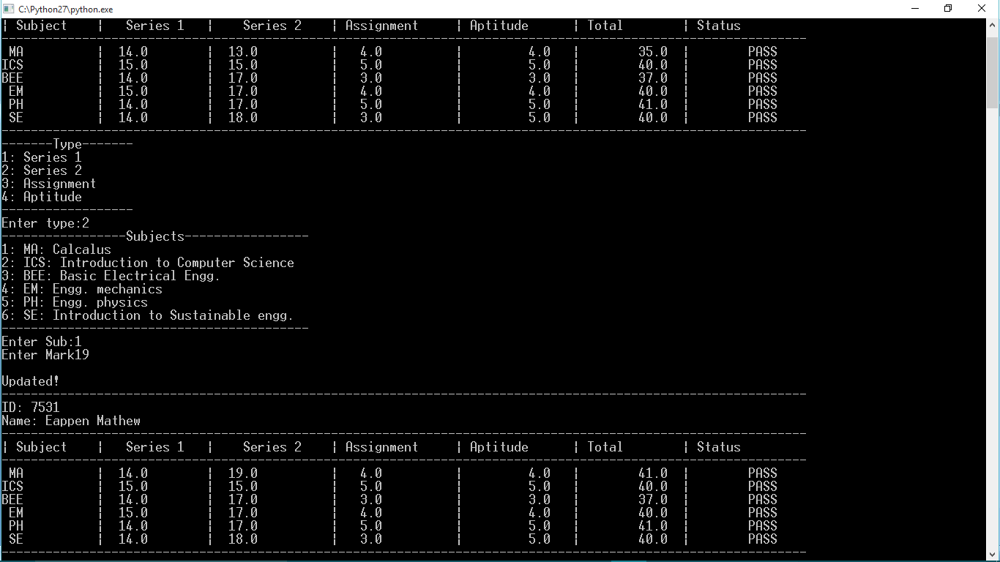 C:\Python27\python.exe
| Subject | Series 1 | Series 2 | Assignment | Aptitude | Total | Status
--------------------------------------------------------------------------------------------------------------
MA | 14.0 | 13.0 | 4.0 | 4.0 | 35.0 | PASS
ICS | 15.0 | 15.0 | 5.0 | 5.0 | 40.0 | PASS
BEE | 14.0 | 17.0 | 3.0 | 3.0 | 37.0 | PASS
EM | 15.0 | 17.0 | 4.0 | 4.0 | 40.0 | PASS
PH | 14.0 | 17.0 | 5.0 | 5.0 | 41.0 | PASS
SE | 14.0 | 18.0 | 3.0 | 5.0 | 40.0 | PASS
--------------------------------------------------------------------------------------------------------------
-------Type-------
1: Series 1
2: Series 2
3: Assignment
4: Aptitude
------------------
Enter type:2
-----------------Subjects-----------------
1: MA: Calcalus
2: ICS: Introduction to Computer Science
3: BEE: Basic Electrical Engg.
4: EM: Engg. mechanics
5: PH: Engg. physics
6: SE: Introduction to Sustainable engg.
------------------------------------------
Enter Sub:1
Enter Mark19
Updated!
--------------------------------------------------------------------------------------------------------------
ID: 7531
Name: Eappen Mathew
--------------------------------------------------------------------------------------------------------------
| Subject | Series 1 | Series 2 | Assignment | Aptitude | Total | Status
--------------------------------------------------------------------------------------------------------------
MA | 14.0 | 19.0 | 4.0 | 4.0 | 41.0 | PASS
ICS | 15.0 | 15.0 | 5.0 | 5.0 | 40.0 | PASS
BEE | 14.0 | 17.0 | 3.0 | 3.0 | 37.0 | PASS
EM | 15.0 | 17.0 | 4.0 | 4.0 | 40.0 | PASS
PH | 14.0 | 17.0 | 5.0 | 5.0 | 41.0 | PASS
SE | 14.0 | 18.0 | 3.0 | 5.0 | 40.0 | PASS
--------------------------------------------------------------------------------------------------------------